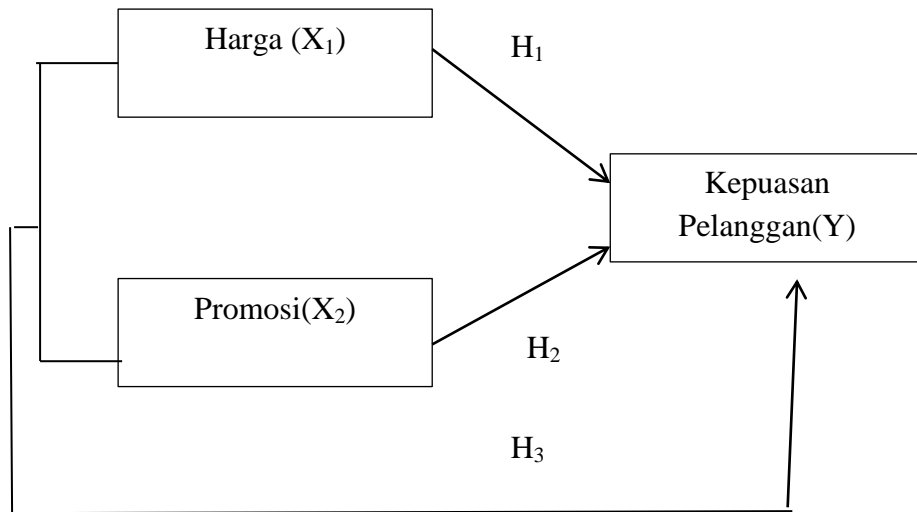 Harga (X₁)
H₁
Kepuasan
Pelanggan(Y)
Promosi(X₂)
H₂
H₃